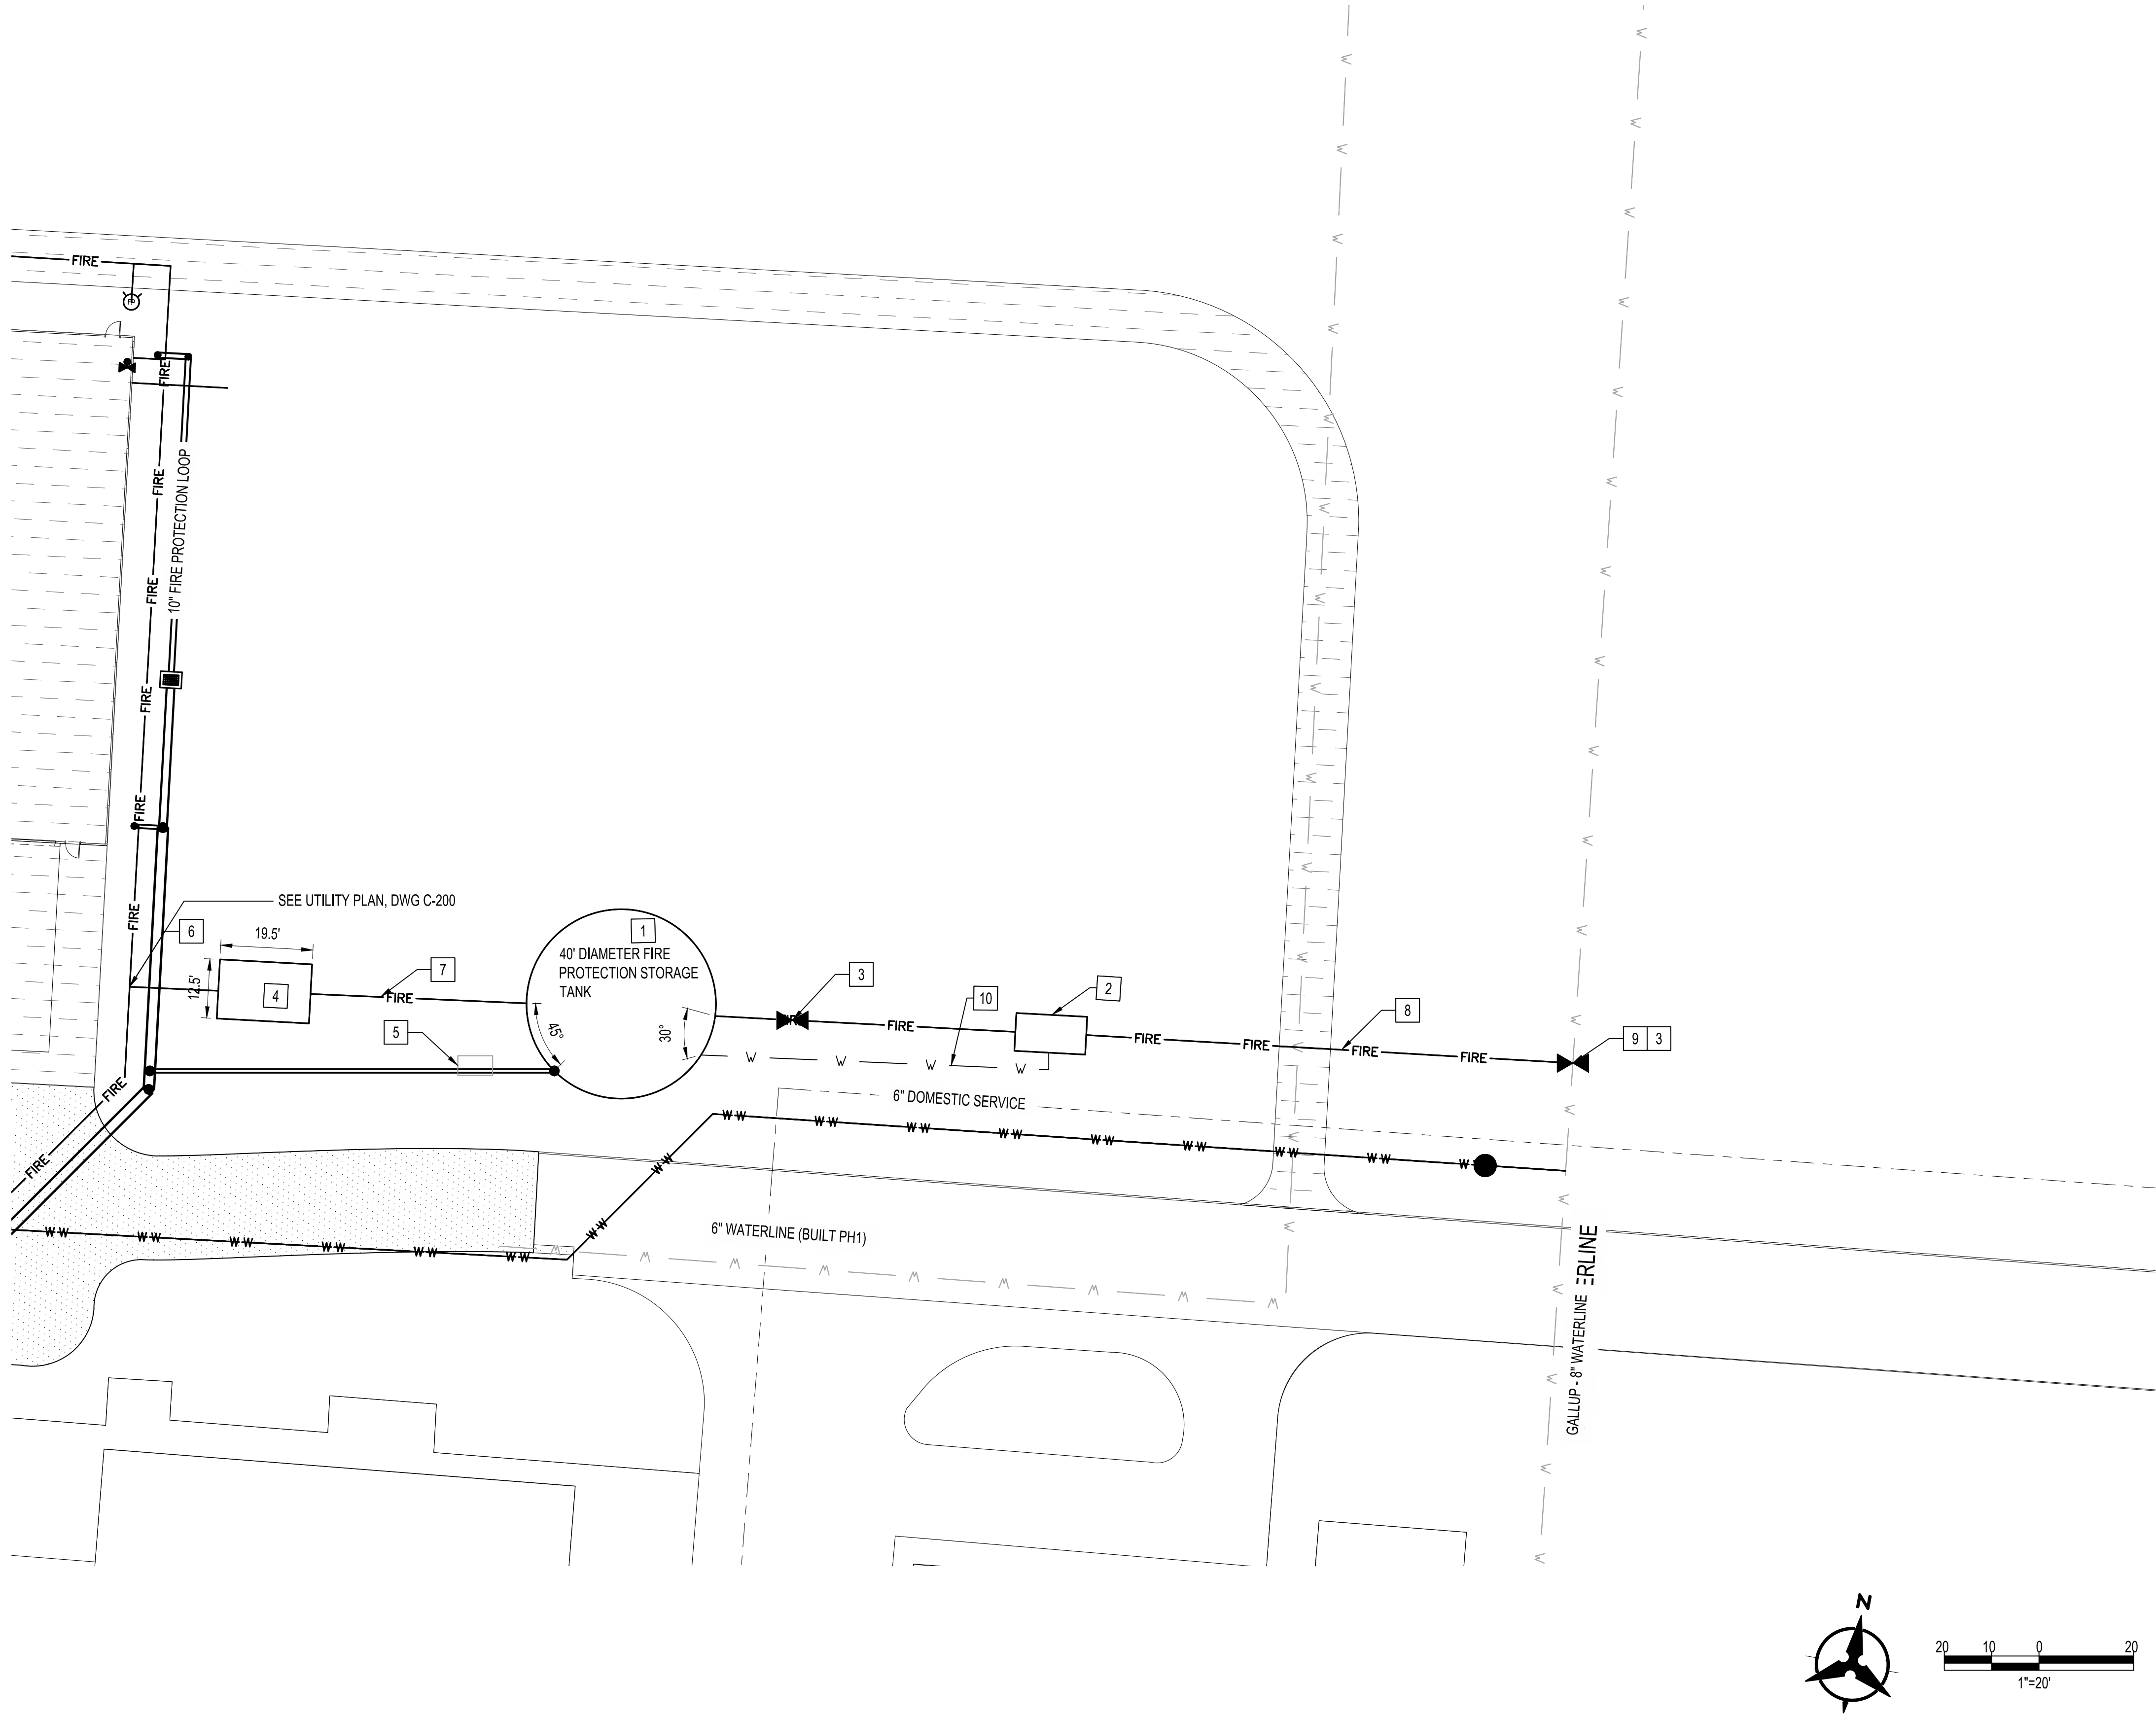 FIRE
FP
FIRE
FIRE
10" FIRE PROTECTION LOOP
FIRE
FIRE
FIRE
SEE UTILITY PLAN, DWG C-200
FIRE
6
19.5'
12.5'
4
7
FIRE
1
40' DIAMETER FIRE
PROTECTION STORAGE
TANK
45°
30°
3
10
2
8
9 3
FIRE
FIRE
FIRE
FIRE
FIRE
5
W W W W
FIRE
FIRE
6" DOMESTIC SERVICE
W W W W W W W W W W W W W W W W
W W
W W
W W W W W W W W W W W W
6" WATERLINE (BUILT PH1)
W W W W W W W W W
GALLUP - 8" WATERLINE
ERLINE
N
20 10 0 20
1"=20'